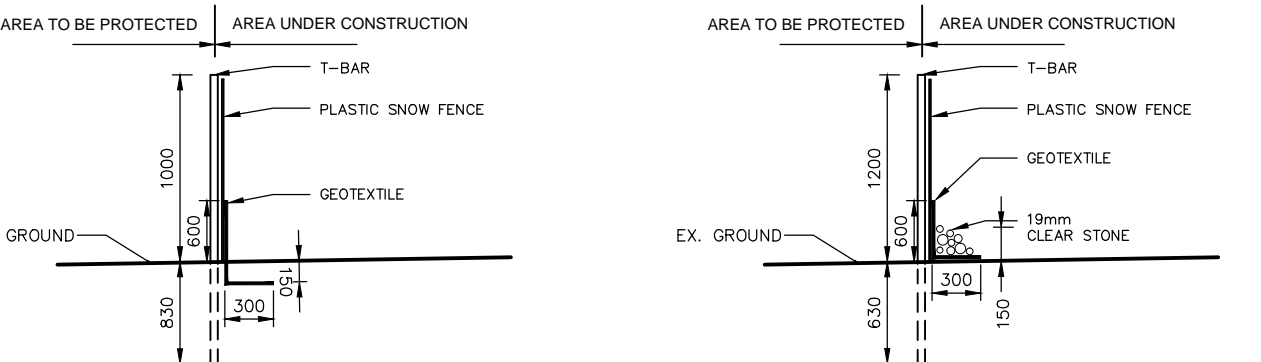 AREA TO BE PROTECTED
AREA UNDER CONSTRUCTION
T-BAR
PLASTIC SNOW FENCE
1000
GEOTEXTILE
600
GROUND
150
300
830
AREA TO BE PROTECTED
AREA UNDER CONSTRUCTION
T-BAR
PLASTIC SNOW FENCE
1200
GEOTEXTILE
600
19mm
CLEAR STONE
EX. GROUND
300
150
630